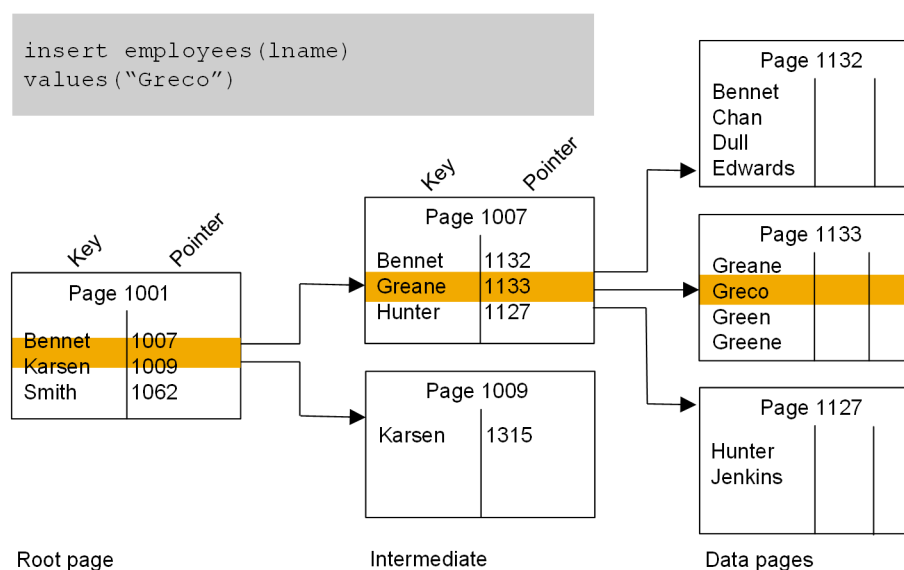 insert employees(lname)
values(“Greco”)
Key
Pointer
Page 1001
Bennet 1007
Karsen 1009
Smith 1062
Root page
Key
Pointer
Page 1007
Bennet 1132
Greane 1133
Hunter 1127
Page 1009
Karsen 1315
Intermediate
Page 1132
Bennet
Chan
Dull
Edwards
Page 1133
Greane
Greco
Green
Greene
Page 1127
Hunter
Jenkins
Data pages